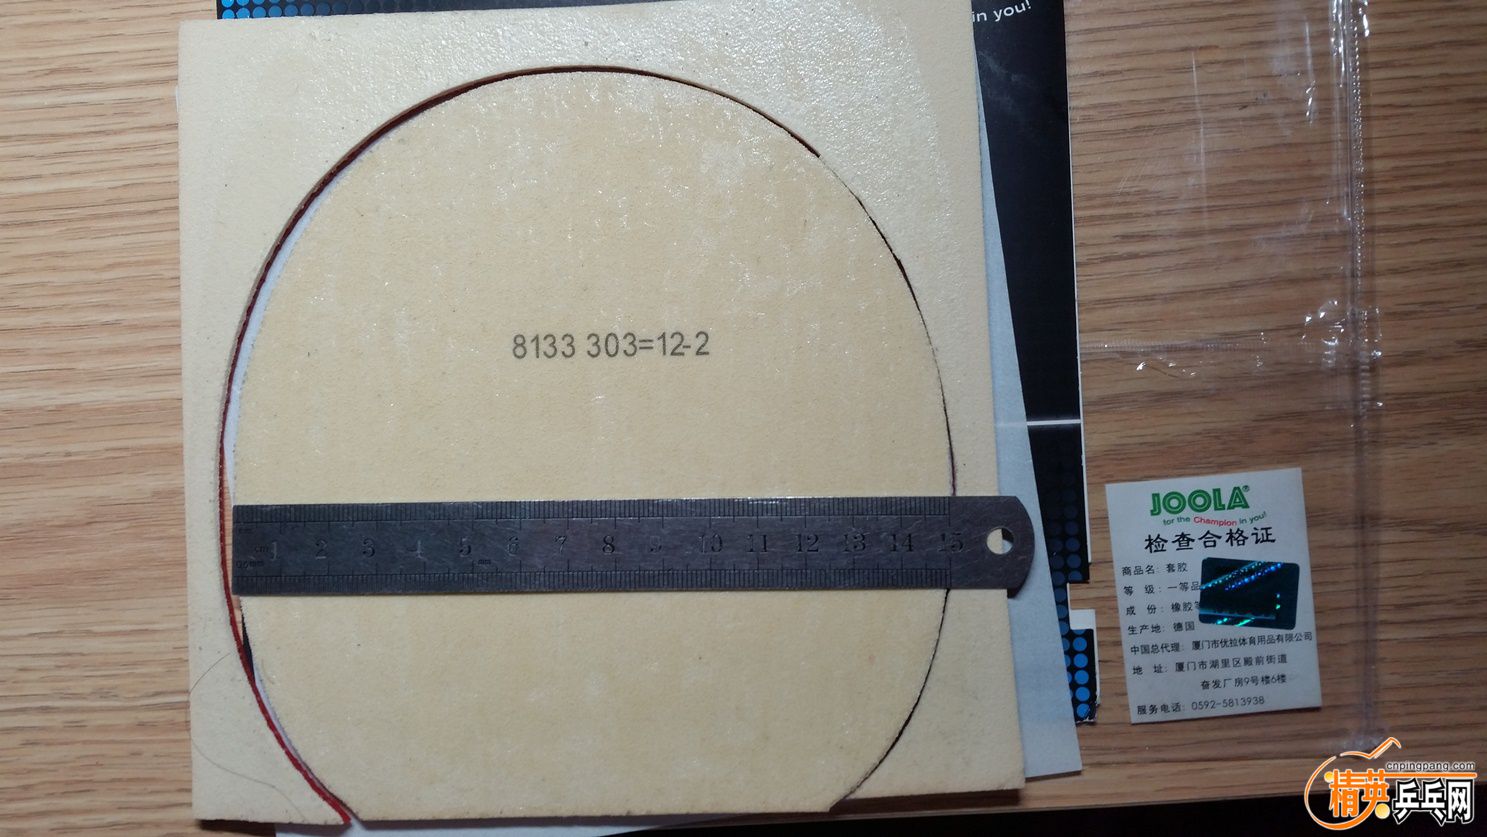 in you!
8133 303=12-2
cm 1 2 3 4 5 6 7 8 9 10 11 12 13 14 15
mm
JOOLA®
for the Champion in you!
检查合格证
商品名: 套胶
等 级: 一等品
成 份: 橡胶
生产地: 德国
中国总代理: 厦门市优拉体育用品有限公司
地 址: 厦门市湖里区殿前街道
奋发厂房9号楼6楼
服务电话: 0592-5813938
cnpingpang.com
精英乒乓网